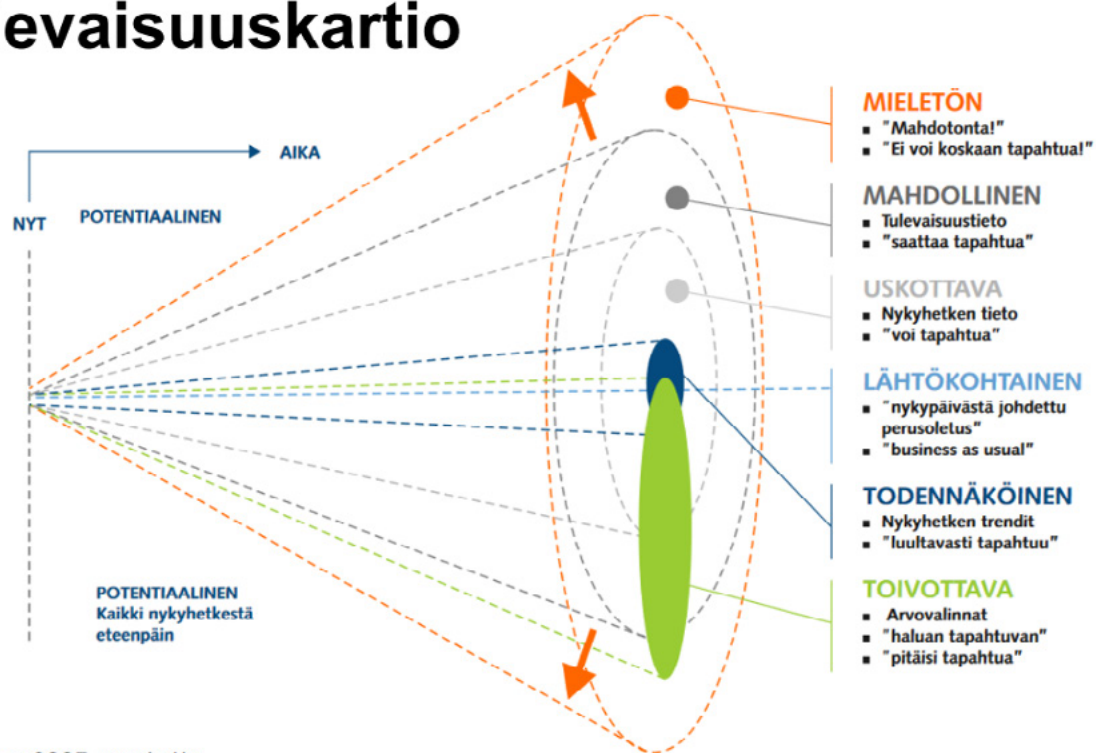 evaisuuskartio
AIKA
NYT
POTENTIAALINEN
POTENTIAALINEN
Kaikki nykyhetkestä
eteenpäin
MIELETÖN
▪ "Mahdotonta!"
▪ "Ei voi koskaan tapahtua!"
MAHDOLLINEN
▪ Tulevaisuustieto
▪ "saattaa tapahtua"
USKOTTAVA
▪ Nykyhetken tieto
▪ "voi tapahtua"
LÄHTÖKOHTAINEN
▪ "nykypäivästä johdettu
perusoletus"
▪ "business as usual"
TODENNÄKÖINEN
▪ Nykyhetken trendit
▪ "luultavasti tapahtuu"
TOIVOTTAVA
▪ Arvovalinnat
▪ "haluan tapahtuvan"
▪ "pitäisi tapahtua"